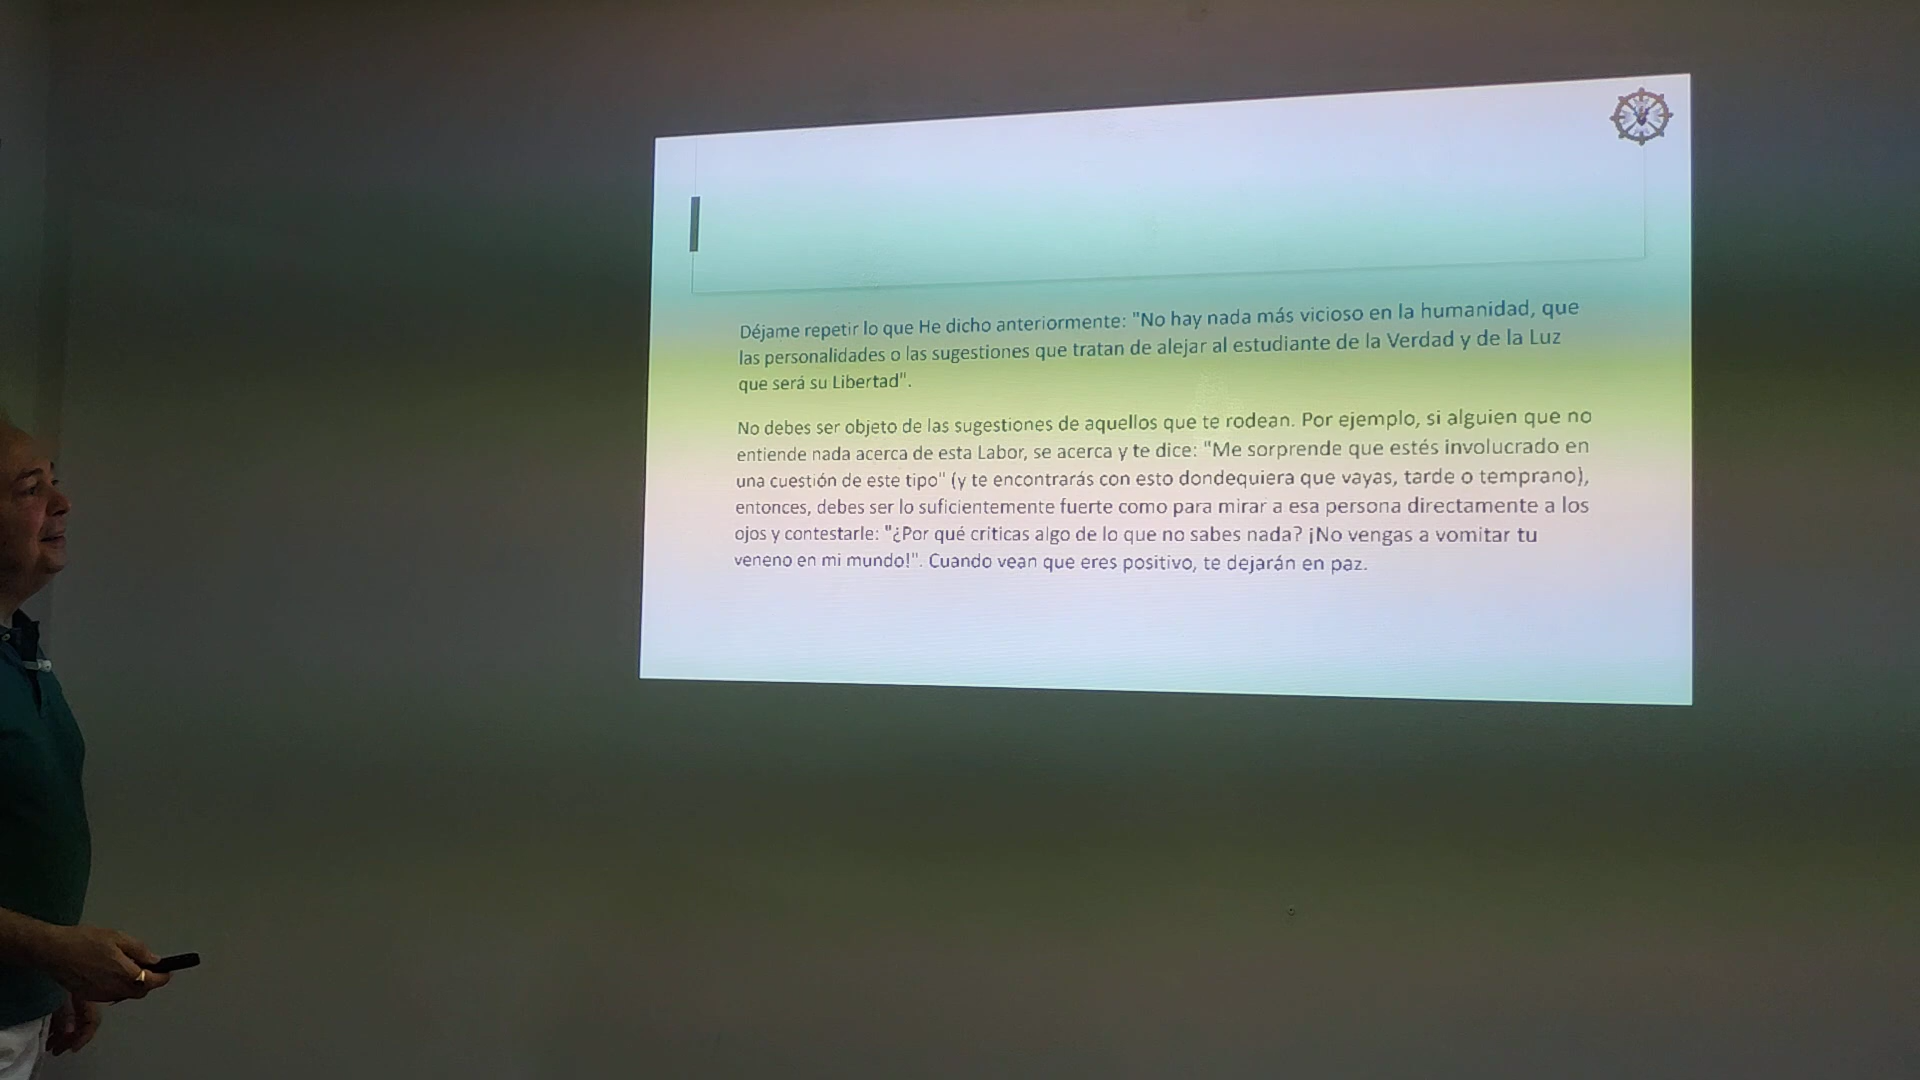 Déjame repetir lo que He dicho anteriormente: "No hay nada más vicioso en la humanidad, que
las personalidades o las sugestiones que tratan de alejar al estudiante de la Verdad y de la Luz
que será su Libertad".
No debes ser objeto de las sugestiones de aquellos que te rodean. Por ejemplo, si alguien que no
entiende nada acerca de esta Labor, se acerca y te dice: "Me sorprende que estés involucrado en
una cuestión de este tipo" (y te encontrarás con esto dondequiera que vayas, tarde o temprano),
entonces, debes ser lo suficientemente fuerte como para mirar a esa persona directamente a los
ojos y contestarle: "¿Por qué criticas algo de lo que no sabes nada? ¡No vengas a vomitar tu
veneno en mi mundo!". Cuando vean que eres positivo, te dejarán en paz.